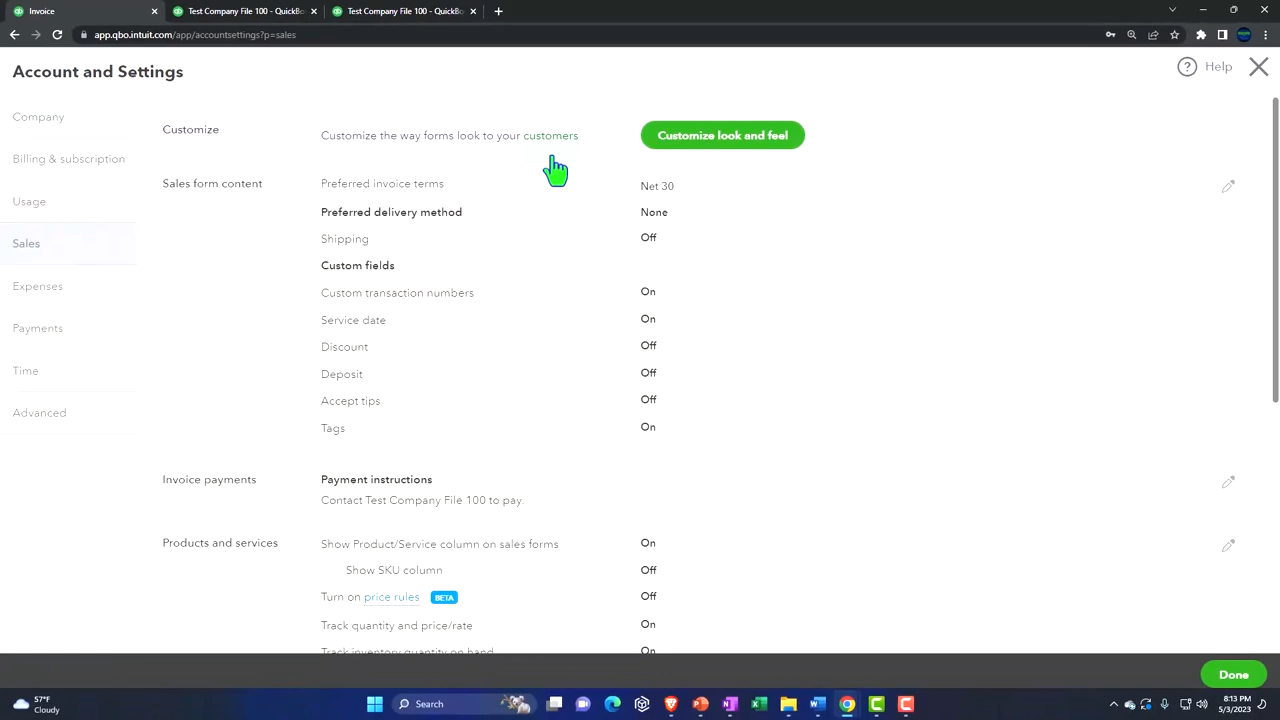 Invoice
Test Company File 100 - QuickBo
Test Company File 100 - QuickBo
app.qbo.intuit.com/app/accountsettings?p=sales
Account and Settings
? Help
Company
Billing & subscription
Usage
Sales
Expenses
Payments
Time
Advanced
Customize
Customize the way forms look to your customers
Customize look and feel
Sales form content
Preferred invoice terms
Net 30
Preferred delivery method
None
Shipping
Off
Custom fields
Custom transaction numbers
On
Service date
On
Discount
Off
Deposit
Off
Accept tips
Off
Tags
On
Invoice payments
Payment instructions
Contact Test Company File 100 to pay.
Products and services
Show Product/Service column on sales forms
On
Show SKU column
Off
Turn on price rules BETA
Off
Track quantity and price/rate
On
Track inventory quantity on hand
On
Done
57°F
Cloudy
Search
8:13 PM
5/3/2023